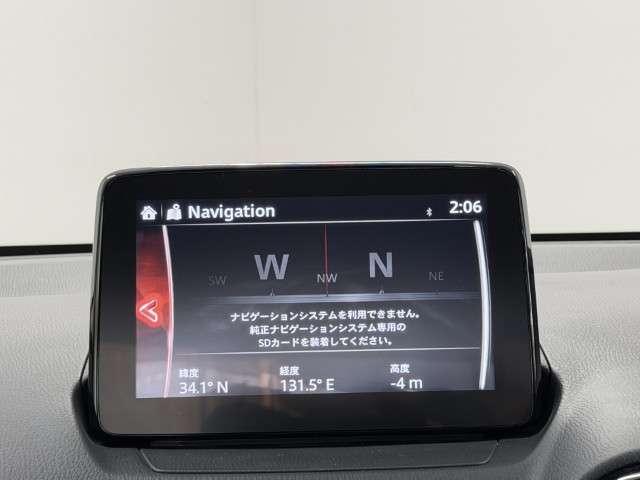 Navigation
2:06
SW W NW N NE
ナビゲーションシステムを利用できません。
純正ナビゲーションシステム専用の
SDカードを装着してください。
緯度 経度 高度
34.1° N 131.5° E -4 m